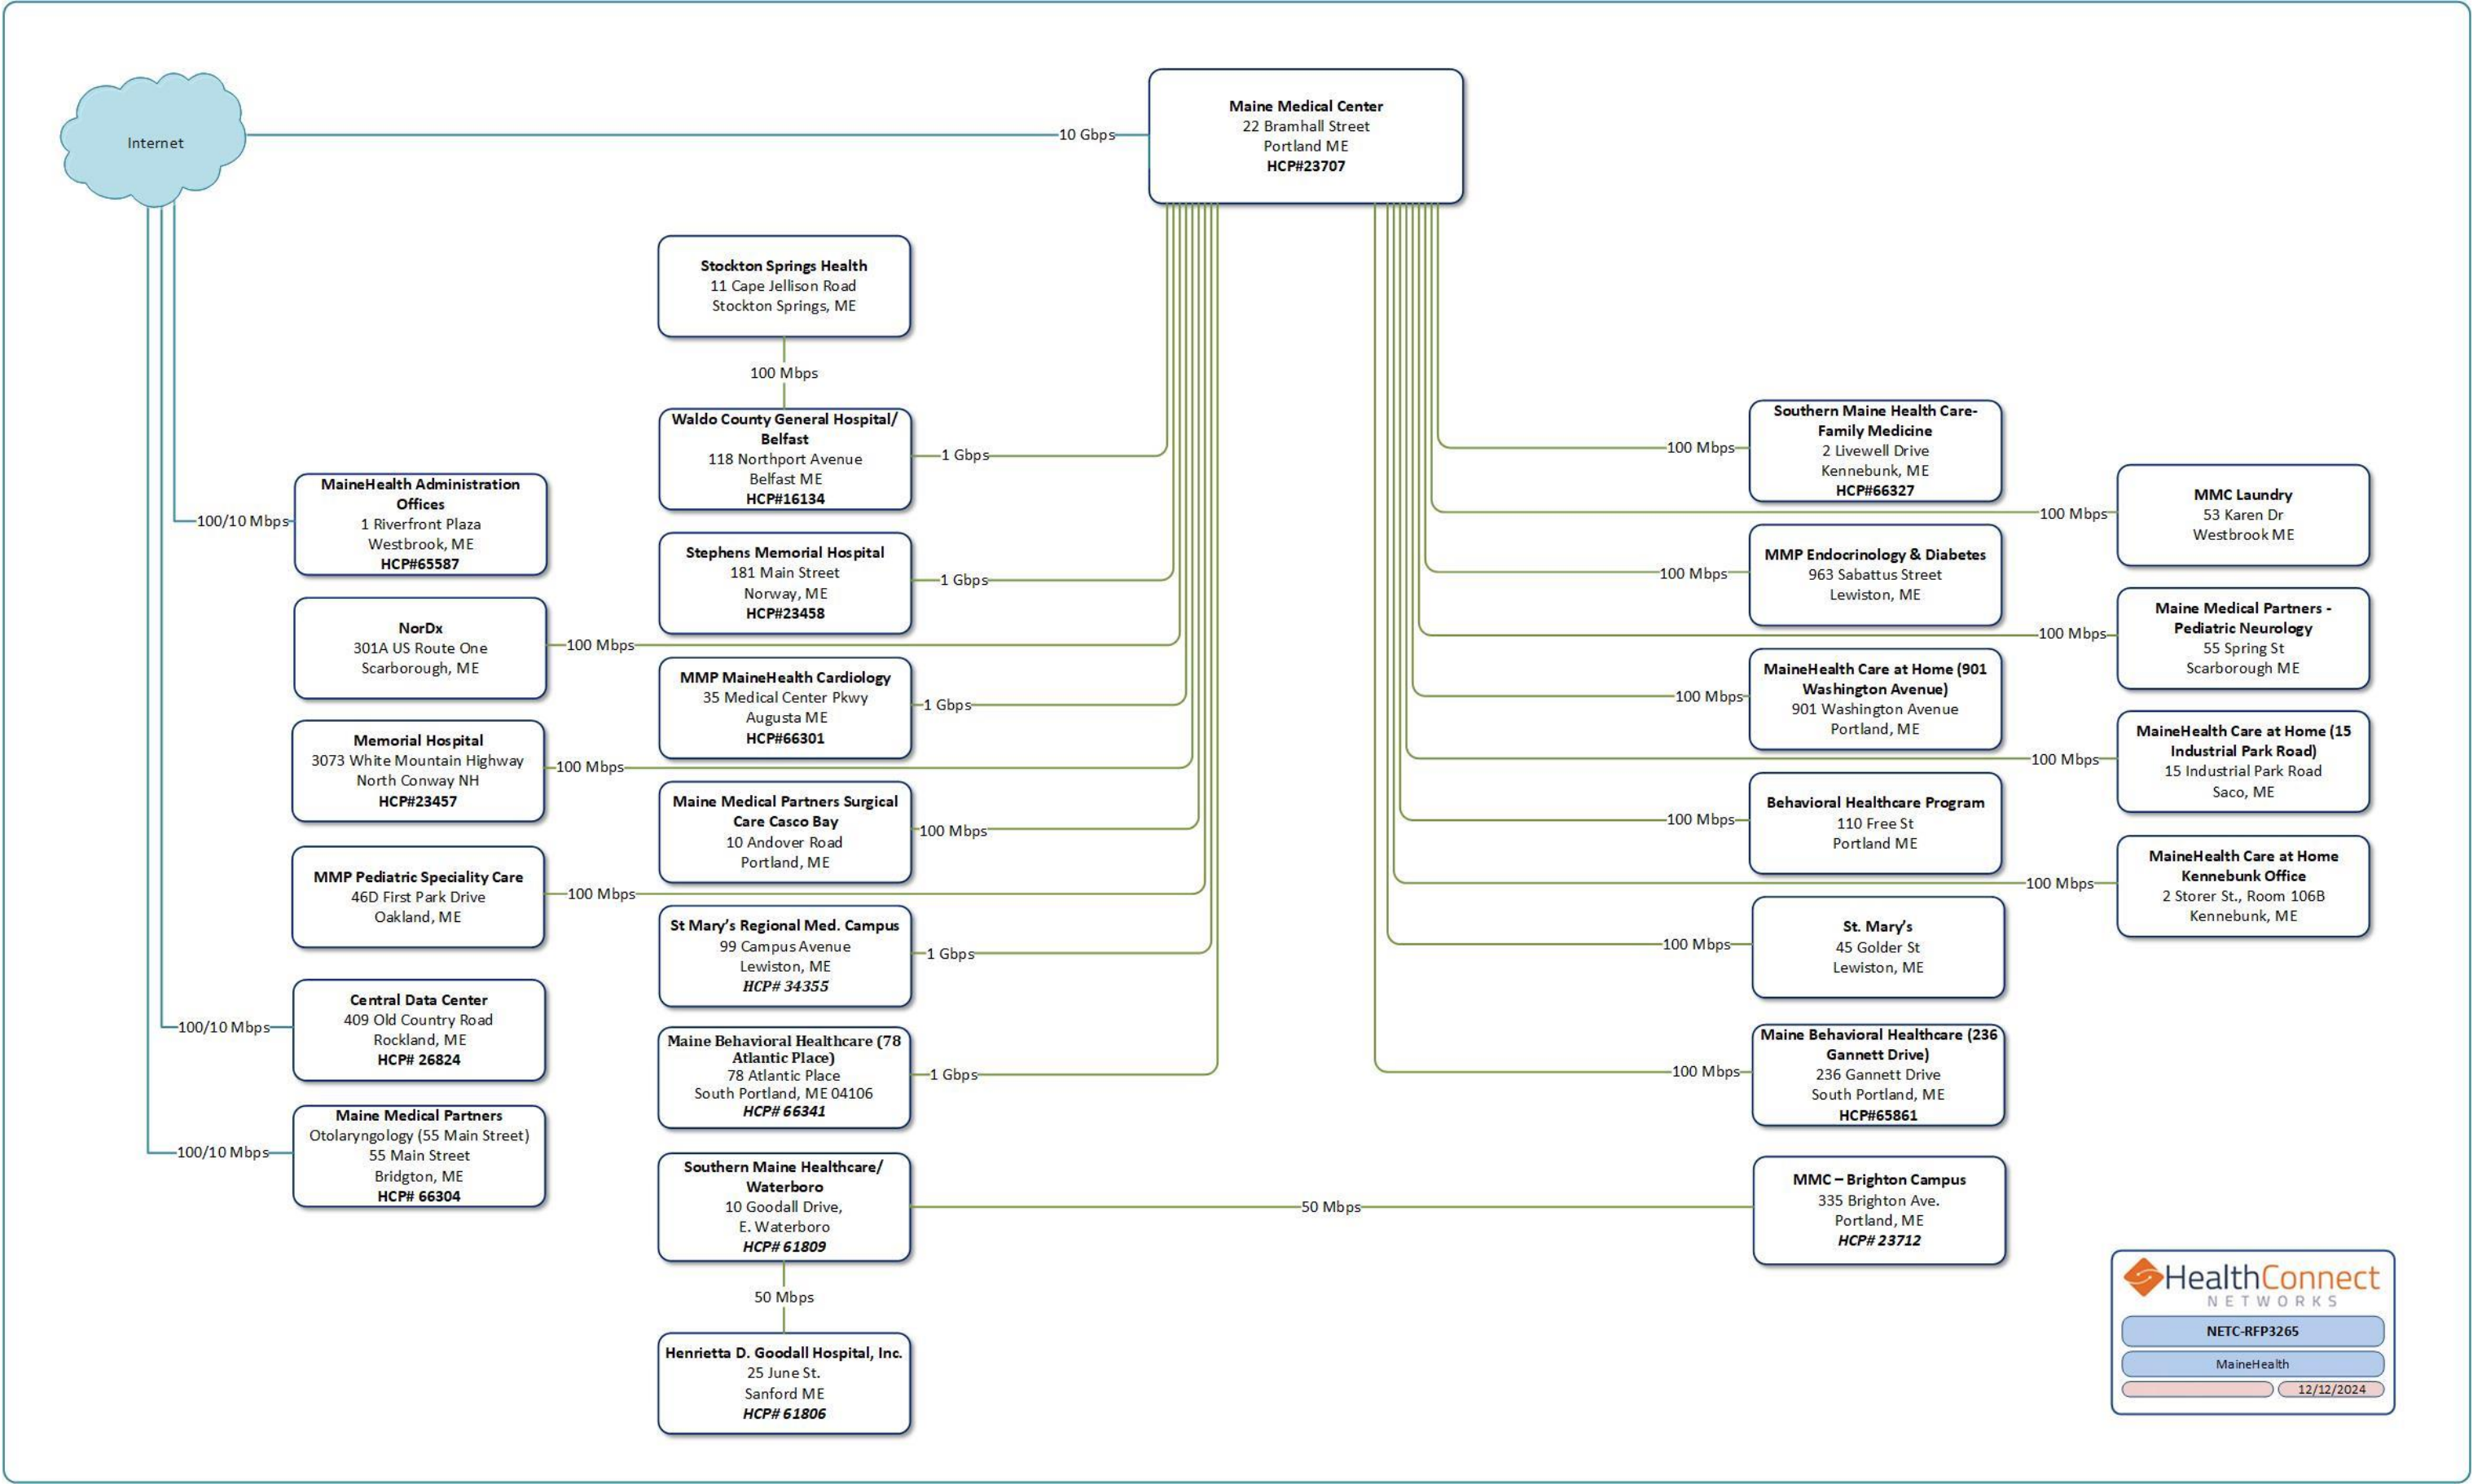 Internet
10 Gbps
Maine Medical Center
22 Bramhall Street
Portland ME
HCP#23707
Stockton Springs Health
11 Cape Jellison Road
Stockton Springs, ME
100 Mbps
Waldo County General Hospital/
Belfast
118 Northport Avenue
Belfast ME
HCP#16134
1 Gbps
Stephens Memorial Hospital
181 Main Street
Norway, ME
HCP#23458
1 Gbps
MMP MaineHealth Cardiology
35 Medical Center Pkwy
Augusta ME
HCP#66301
1 Gbps
Maine Medical Partners Surgical
Care Casco Bay
10 Andover Road
Portland, ME
100 Mbps
St Mary's Regional Med. Campus
99 Campus Avenue
Lewiston, ME
HCP# 34355
1 Gbps
Maine Behavioral Healthcare (78
Atlantic Place)
78 Atlantic Place
South Portland, ME 04106
HCP# 66341
1 Gbps
Southern Maine Healthcare/
Waterboro
10 Goodall Drive,
E. Waterboro
HCP# 61809
50 Mbps
50 Mbps
Henrietta D. Goodall Hospital, Inc.
25 June St.
Sanford ME
HCP# 61806
100/10 Mbps
MaineHealth Administration
Offices
1 Riverfront Plaza
Westbrook, ME
HCP#65587
NorDx
301A US Route One
Scarborough, ME
100 Mbps
Memorial Hospital
3073 White Mountain Highway
North Conway NH
HCP#23457
100 Mbps
MMP Pediatric Speciality Care
46D First Park Drive
Oakland, ME
100 Mbps
100/10 Mbps
Central Data Center
409 Old Country Road
Rockland, ME
HCP# 26824
100/10 Mbps
Maine Medical Partners
Otolaryngology (55 Main Street)
55 Main Street
Bridgton, ME
HCP# 66304
100 Mbps
Southern Maine Health Care-
Family Medicine
2 Livewell Drive
Kennebunk, ME
HCP#66327
100 Mbps
MMP Endocrinology & Diabetes
963 Sabattus Street
Lewiston, ME
100 Mbps
MaineHealth Care at Home (901
Washington Avenue)
901 Washington Avenue
Portland, ME
100 Mbps
Behavioral Healthcare Program
110 Free St
Portland ME
100 Mbps
St. Mary's
45 Golder St
Lewiston, ME
100 Mbps
Maine Behavioral Healthcare (236
Gannett Drive)
236 Gannett Drive
South Portland, ME
HCP#65861
MMC – Brighton Campus
335 Brighton Ave.
Portland, ME
HCP# 23712
100 Mbps
MMC Laundry
53 Karen Dr
Westbrook ME
100 Mbps
Maine Medical Partners -
Pediatric Neurology
55 Spring St
Scarborough ME
100 Mbps
MaineHealth Care at Home (15
Industrial Park Road)
15 Industrial Park Road
Saco, ME
100 Mbps
MaineHealth Care at Home
Kennebunk Office
2 Storer St., Room 106B
Kennebunk, ME
HealthConnect
NETWORKS
NETC-RFP3265
MaineHealth
12/12/2024